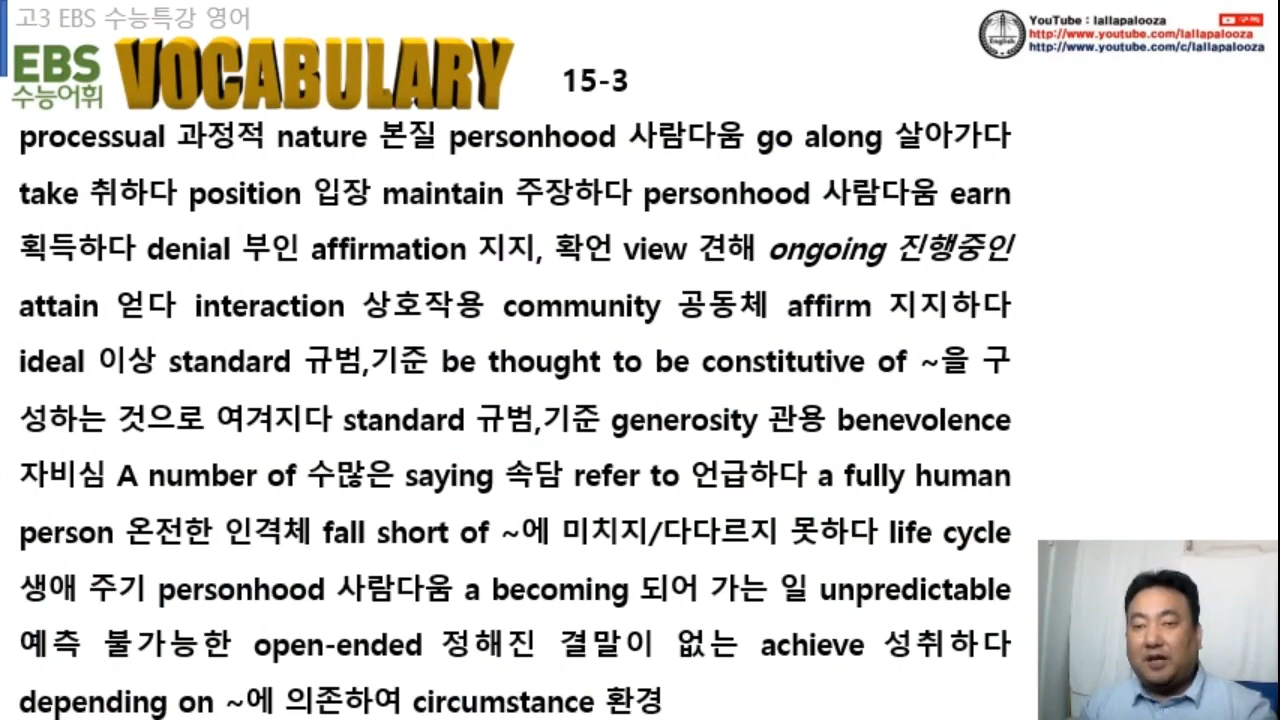 고3 EBS 수능특강 영어
YouTube : lallapalooza 구독
http://www.youtube.com/lallapalooza
http://www.youtube.com/c/lallapalooza
English
EBS
수능어휘
VOCABULARY
15-3
processual 과정적 nature 본질 personhood 사람다움 go along 살아가다
take 취하다 position 입장 maintain 주장하다 personhood 사람다움 earn
획득하다 denial 부인 affirmation 지지, 확언 view 견해 ongoing 진행중인
attain 얻다 interaction 상호작용 community 공동체 affirm 지지하다
ideal 이상 standard 규범,기준 be thought to be constitutive of ~을 구
성하는 것으로 여겨지다 standard 규범,기준 generosity 관용 benevolence
자비심 A number of 수많은 saying 속담 refer to 언급하다 a fully human
person 온전한 인격체 fall short of ~에 미치지/다다르지 못하다 life cycle
생애 주기 personhood 사람다움 a becoming 되어 가는 일 unpredictable
예측 불가능한 open-ended 정해진 결말이 없는 achieve 성취하다
depending on ~에 의존하여 circumstance 환경